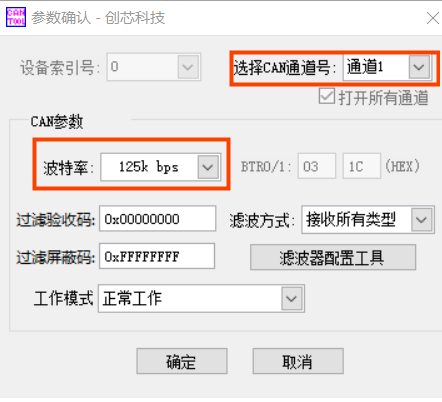 CAN TOOL 参数确认 - 创芯科技
设备索引号: 0 选择CAN通道号: 通道1
打开所有通道
CAN参数
波特率: 125k bps BTR0/1: 03 1C (HEX)
过滤验收码: 0x00000000 滤波方式: 接收所有类型
过滤屏蔽码: 0xFFFFFFFF 滤波器配置工具
工作模式 正常工作
确定 取消